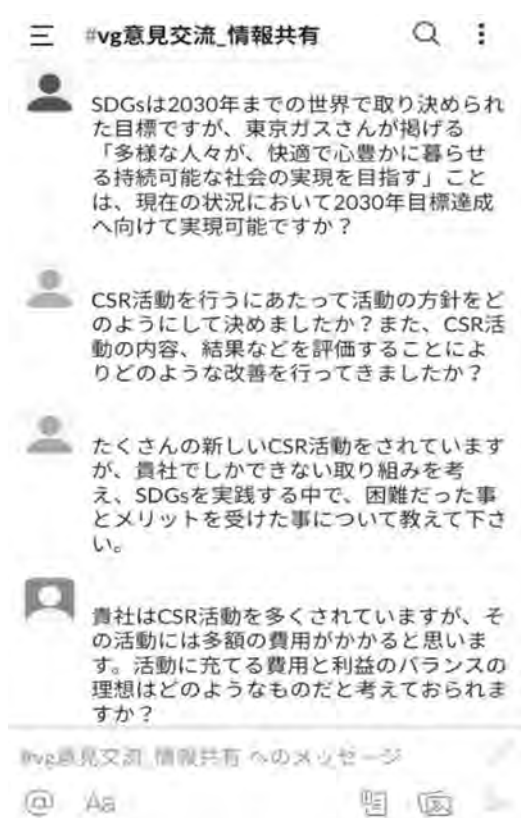 #vg意見交流_情報共有
SDGsは2030年までの世界で取り決められ
た目標ですが、東京ガスさんが掲げる
「多様な人々が、快適で心豊かに暮らせ
る持続可能な社会の実現を目指す」こと
は、現在の状況において2030年目標達成
へ向けて実現可能ですか？
CSR活動を行うにあたって活動の方針をど
のようにして決めましたか？また、CSR活
動の内容、結果などを評価することによ
りどのような改善を行ってきましたか？
たくさんの新しいCSR活動をされています
が、貴社でしかできない取り組みを考
え、SDGsを実践する中で、困難だった事
とメリットを受けた事について教えて下さ
い。
貴社はCSR活動を多くされていますが、そ
の活動には多額の費用がかかると思いま
す。活動に充てる費用と利益のバランスの
理想はどのようなものだと考えておられま
すか？
#vg意見交流_情報共有 へのメッセージ
@ Aa